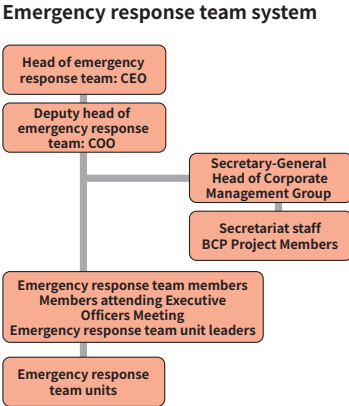 Emergency response team system
Head of emergency
response team: CEO
Deputy head of
emergency response
team: COO
Secretary-General
Head of Corporate
Management Group
Secretariat staff
BCP Project Members
Emergency response team members
Members attending Executive
Officers Meeting
Emergency response team unit leaders
Emergency response
team units